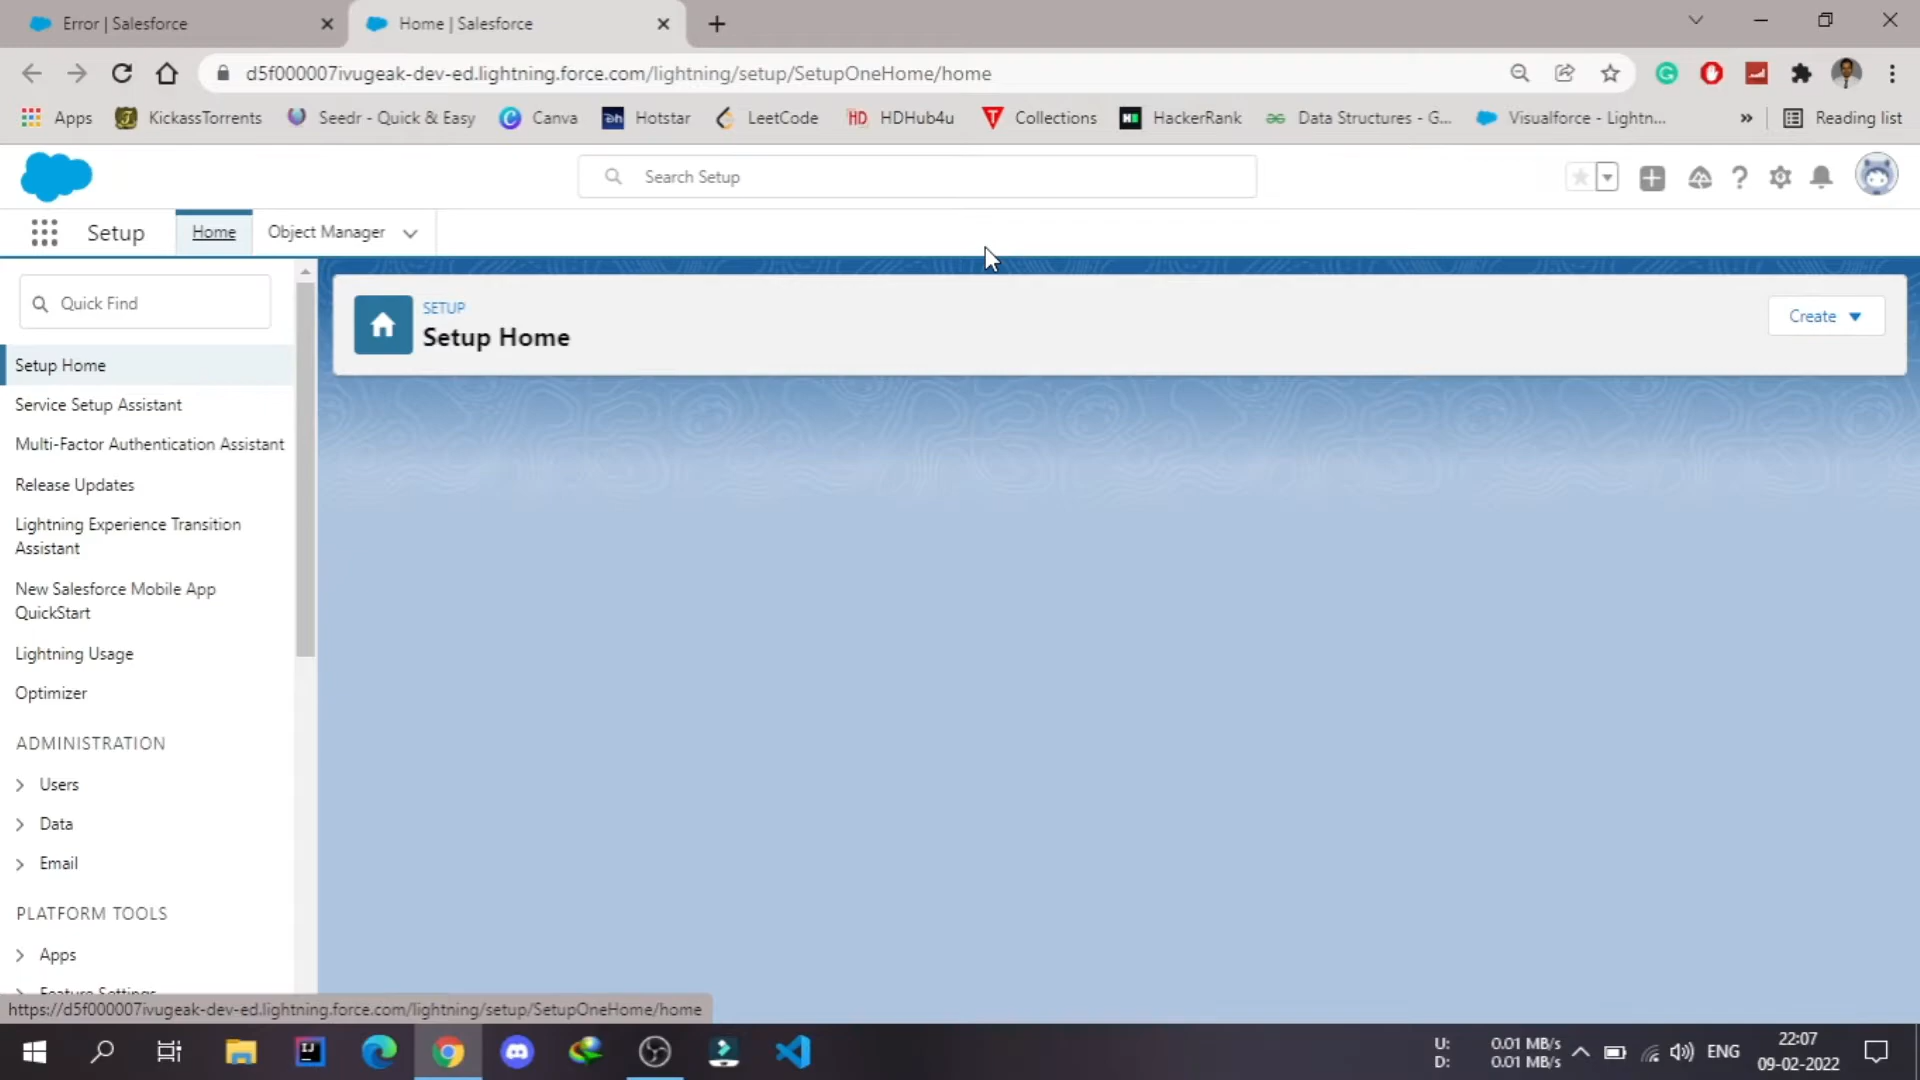 Error | Salesforce
Home | Salesforce
d5f000007ivugeak-dev-ed.lightning.force.com/lightning/setup/SetupOneHome/home
Apps
KickassTorrents
Seedr - Quick & Easy
Canva
Hotstar
LeetCode
HD HDHub4u
Collections
HackerRank
Data Structures - G...
Visualforce - Lightn...
»
Reading list
Search Setup
Setup
Home
Object Manager
Quick Find
SETUP
Setup Home
Create
Setup Home
Service Setup Assistant
Multi-Factor Authentication Assistant
Release Updates
Lightning Experience Transition
Assistant
New Salesforce Mobile App
QuickStart
Lightning Usage
Optimizer
ADMINISTRATION
Users
Data
Email
PLATFORM TOOLS
Apps
Feature Settings
https://d5f000007ivugeak-dev-ed.lightning.force.com/lightning/setup/SetupOneHome/home
U: 0.01 MB/s
D: 0.01 MB/s
ENG
22:07
09-02-2022